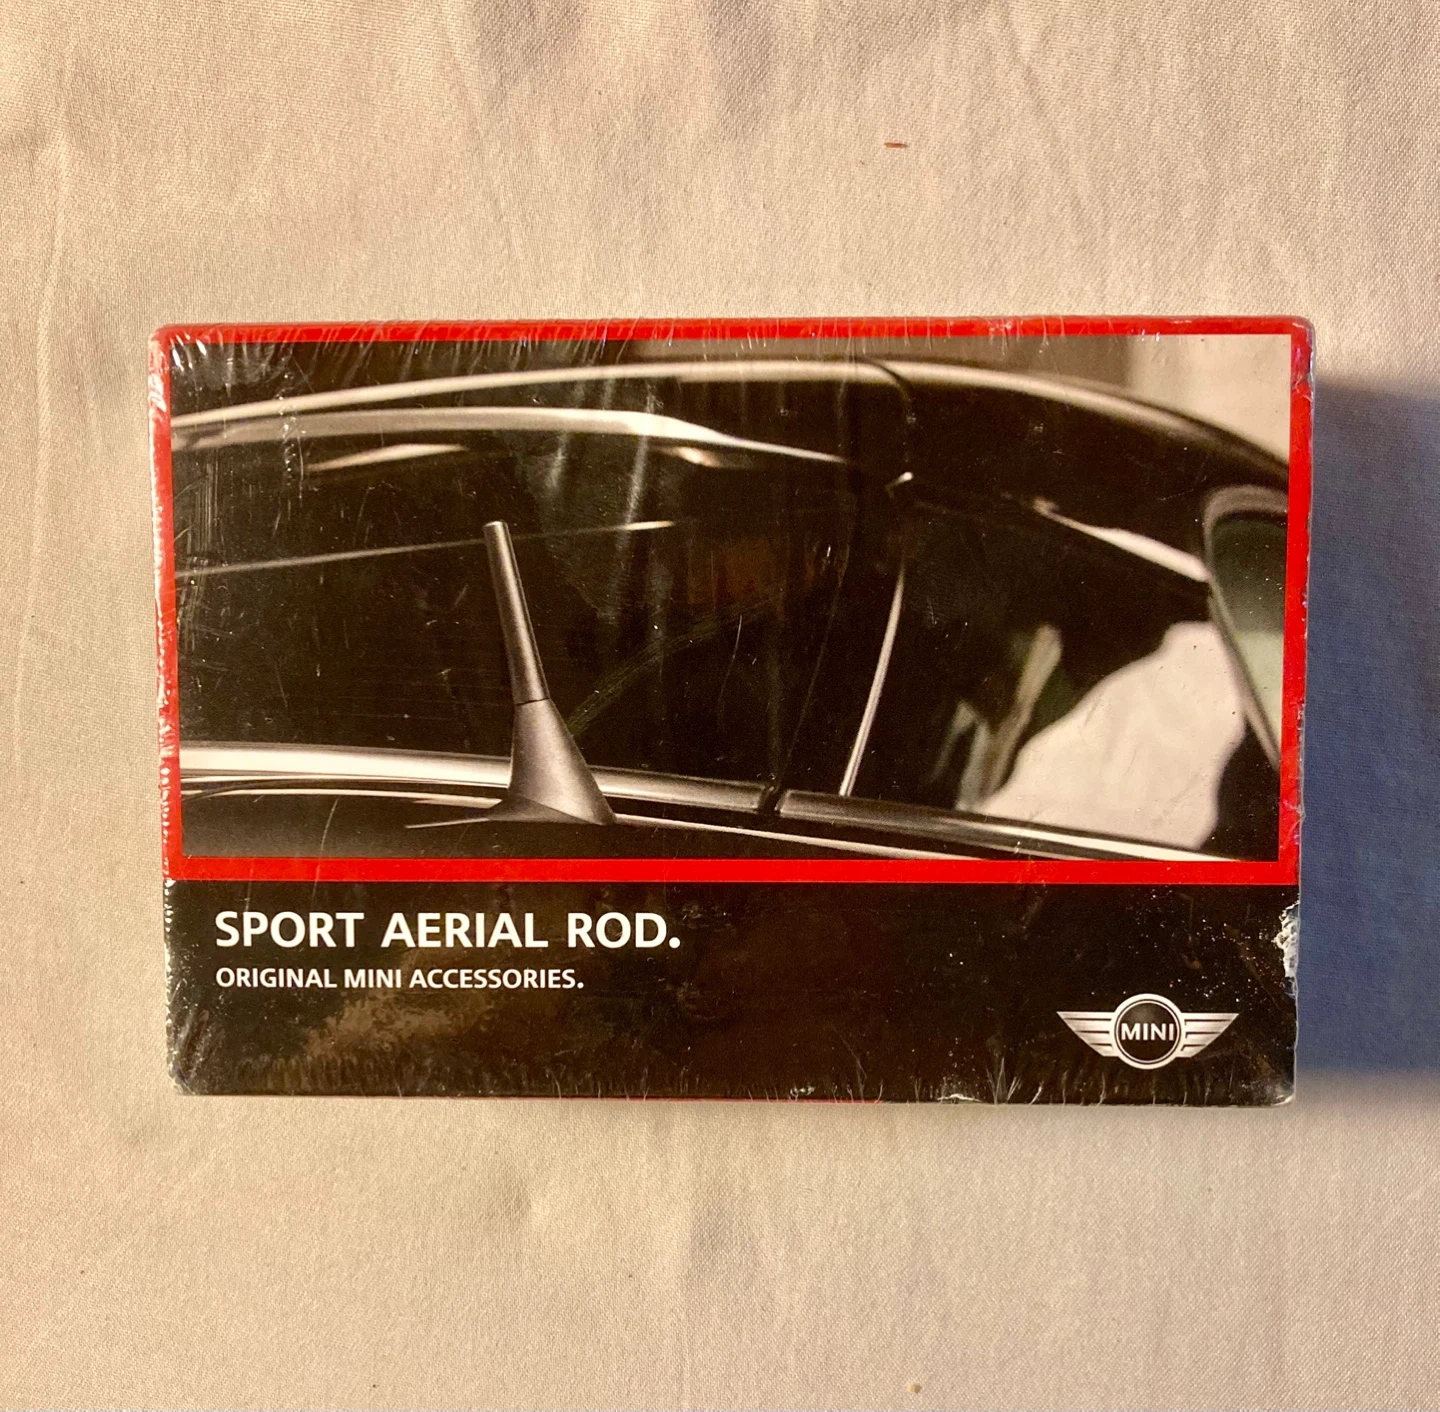 SPORT AERIAL ROD.
ORIGINAL MINI ACCESSORIES.
MINI